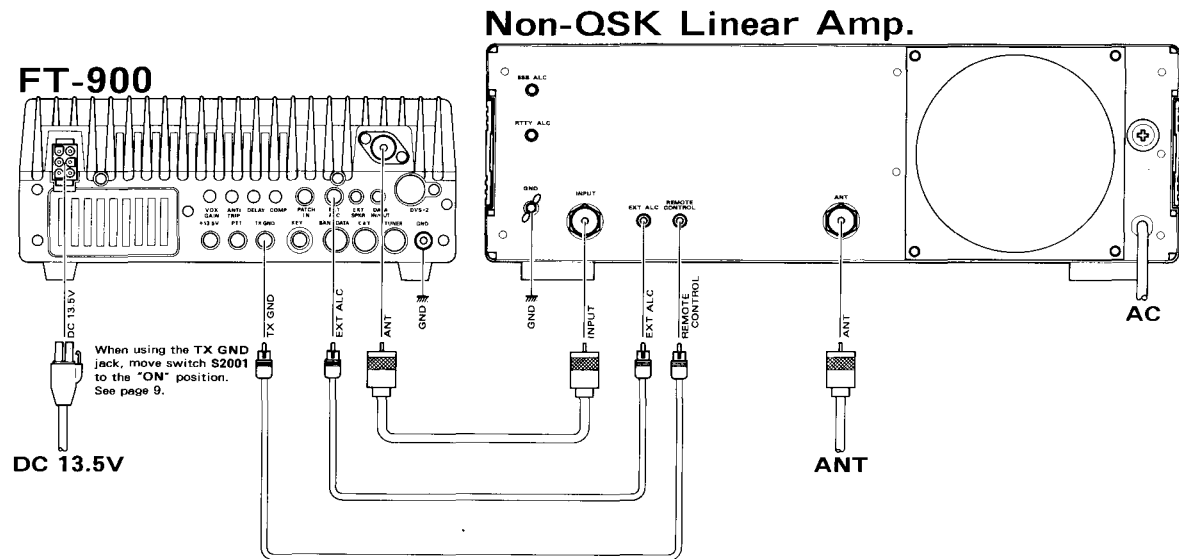 Non-QSK Linear Amp.
FT-900
SSB ALC
RTTY ALC
GND
INPUT
EXT ALC
REMOTE
CONTROL
ANT
VOX
GAIN
ANTI
TRIP
DELAY
COMP
PATCH
IN
EXT
ALC
EXT
SPKR
DATA
IN/OUT
DVS-2
+13.5V
PTT
TX GND
KEY
BAND DATA
CAT
TUNER
GND
DC 13.5V
TX GND
EXT ALC
ANT
GND
GND
INPUT
EXT ALC
REMOTE
CONTROL
ANT
AC
When using the TX GND
jack, move switch S2001
to the "ON" position.
See page 9.
DC 13.5V
ANT